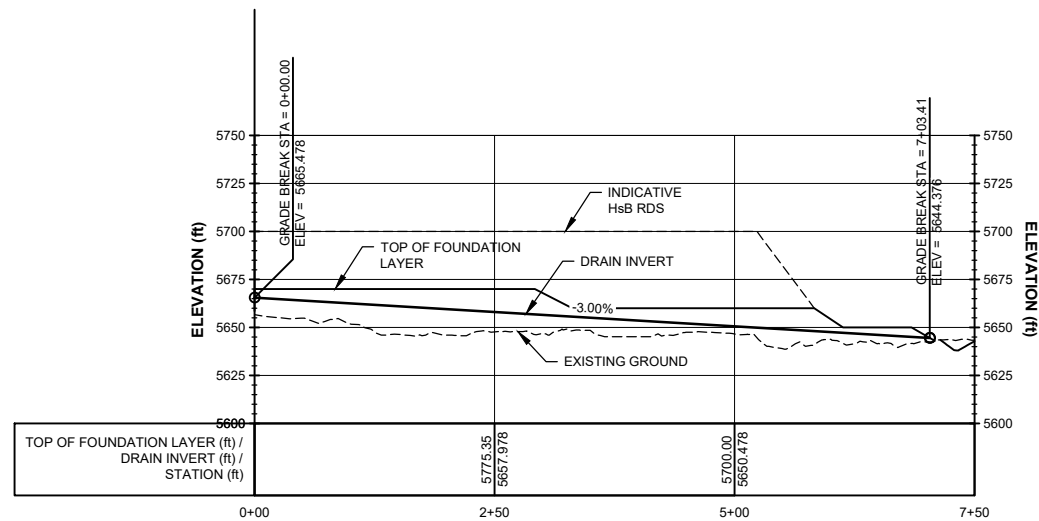 GRADE BREAK STA = 0+00.00
ELEV = 5665.478
GRADE BREAK STA = 7+03.41
ELEV = 5644.376
ELEVATION (ft)
5750
5725
5700
5675
5650
5625
5600
INDICATIVE
HsB RDS
TOP OF FOUNDATION
LAYER
DRAIN INVERT
-3.00%
EXISTING GROUND
5750
5725
5700
5675
5650
5625
5600
ELEVATION (ft)
TOP OF FOUNDATION LAYER (ft) /
DRAIN INVERT (ft) /
STATION (ft)
5775.35
5657.978
5700.00
5650.478
0+00
2+50
5+00
7+50